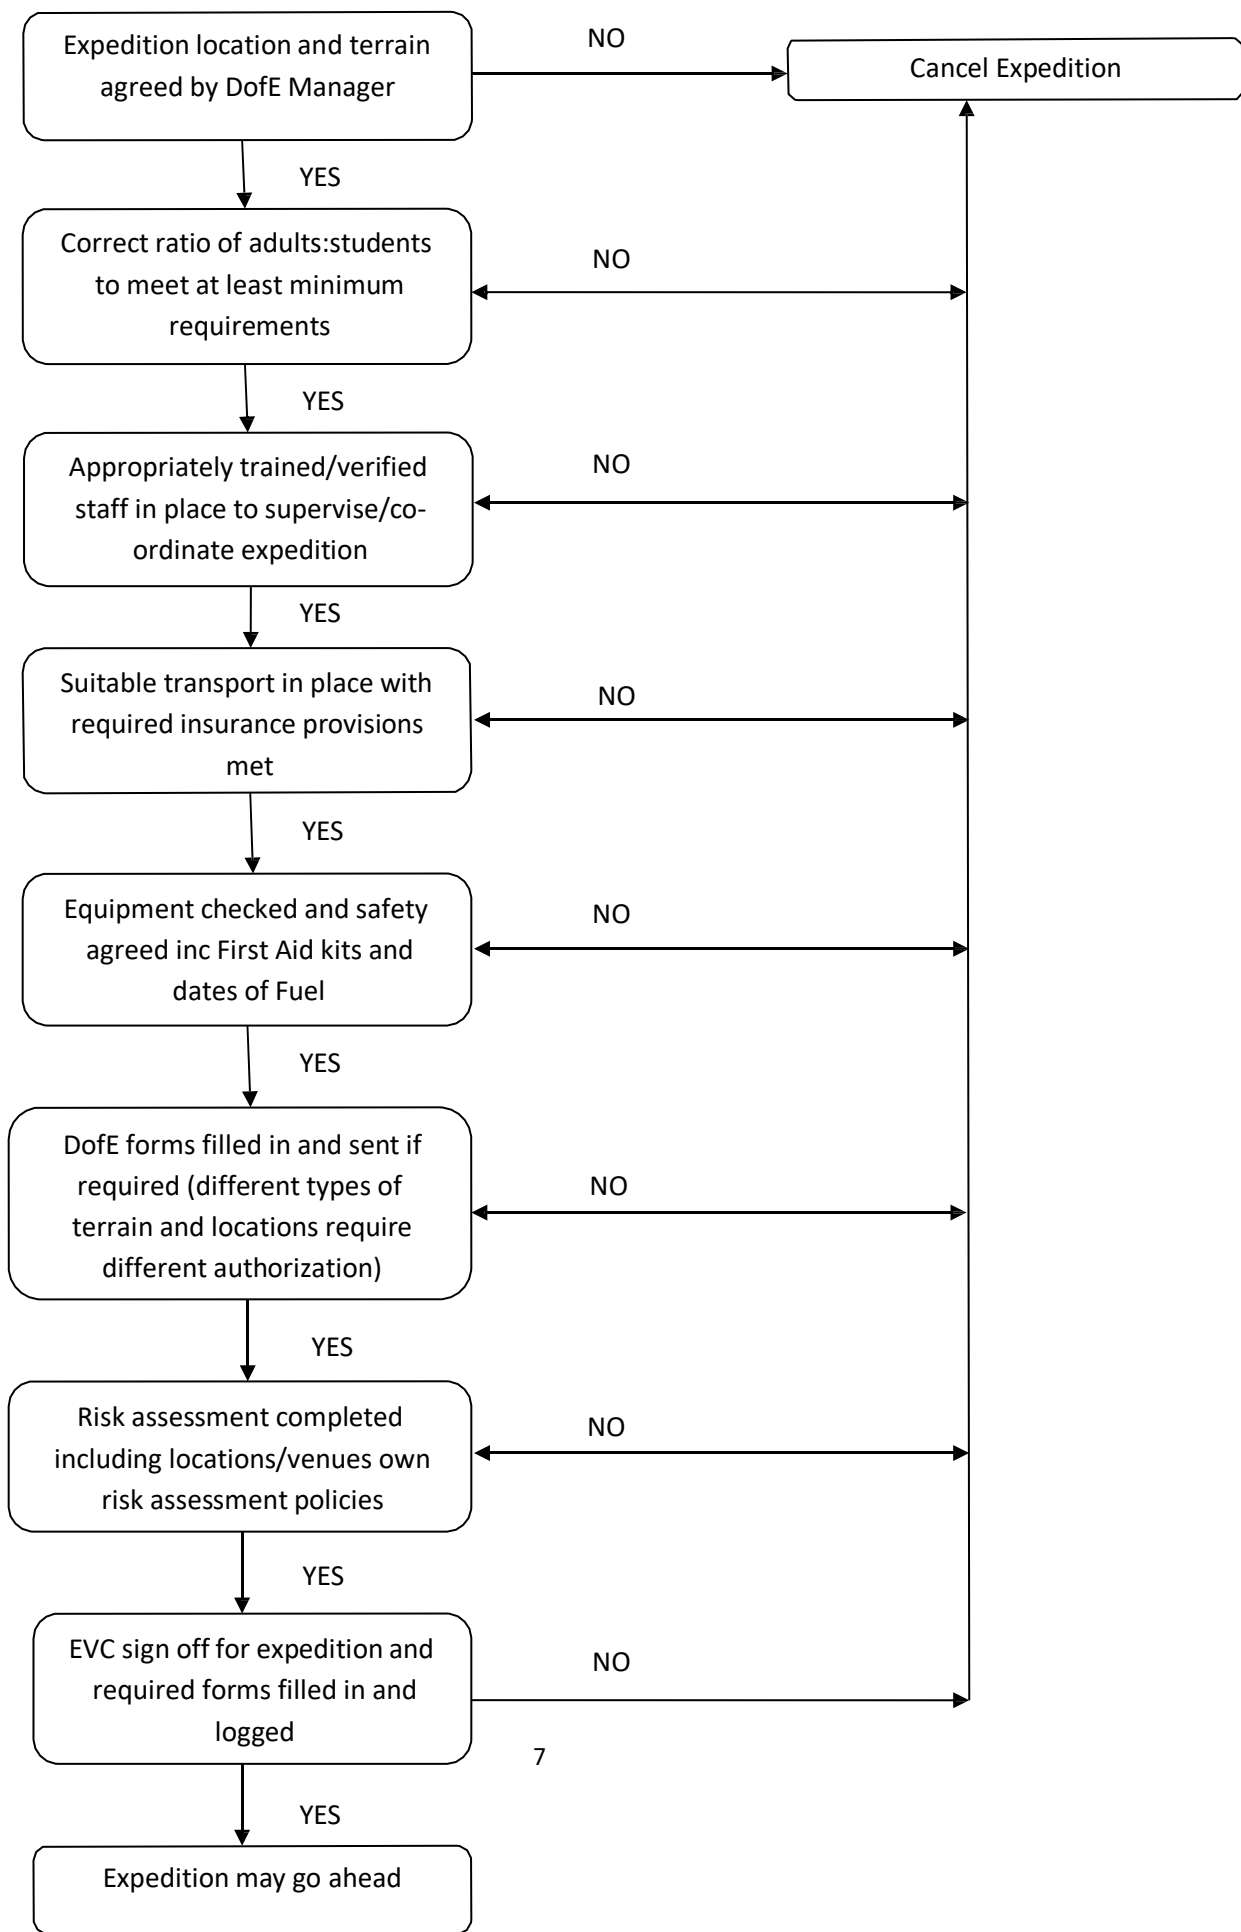 Expedition location and terrain
agreed by DofE Manager
NO
Cancel Expedition
YES
Correct ratio of adults:students
to meet at least minimum
requirements
NO
YES
Appropriately trained/verified
staff in place to supervise/co-
ordinate expedition
NO
YES
Suitable transport in place with
required insurance provisions
met
NO
YES
Equipment checked and safety
agreed inc First Aid kits and
dates of Fuel
NO
YES
DofE forms filled in and sent if
required (different types of
terrain and locations require
different authorization)
NO
YES
Risk assessment completed
including locations/venues own
risk assessment policies
NO
YES
EVC sign off for expedition and
required forms filled in and
logged
NO
7
YES
Expedition may go ahead